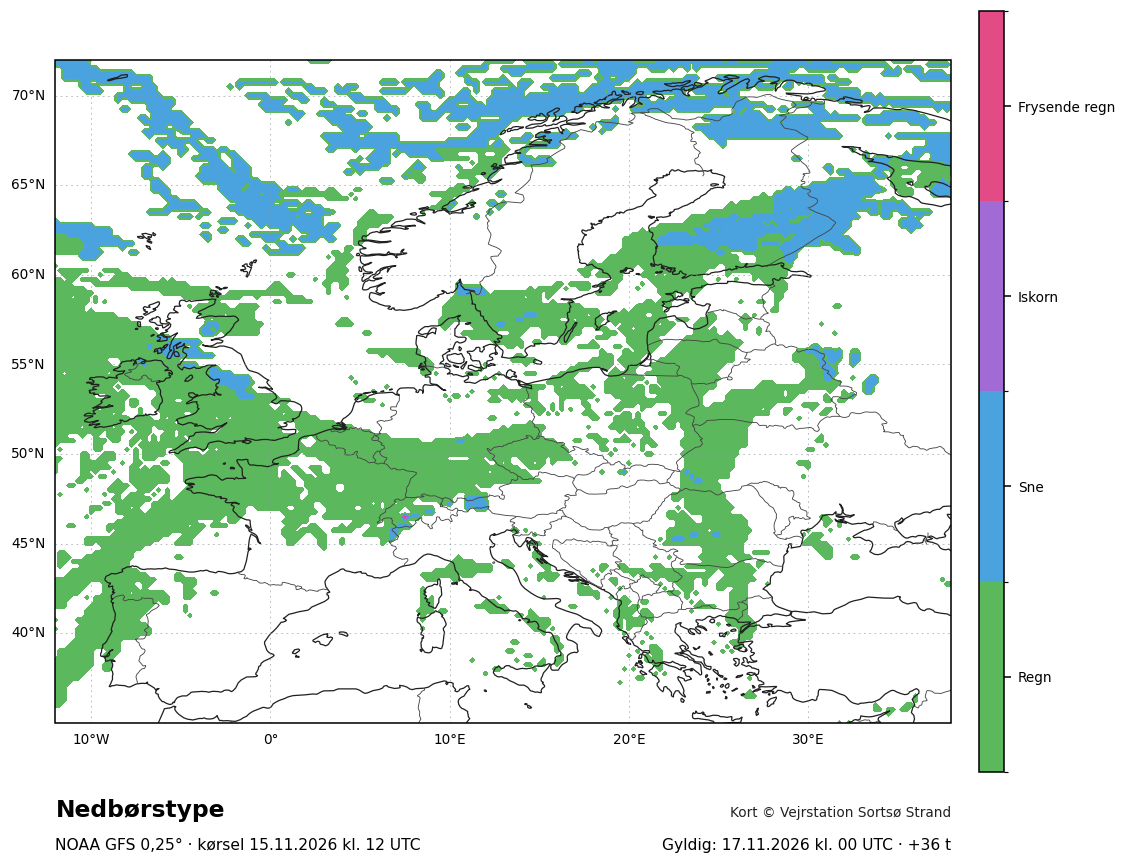 70°N
65°N
60°N
55°N
50°N
45°N
40°N
10°W
0°
10°E
20°E
30°E
Frysende regn
Iskorn
Sne
Regn
Nedbørstype
Kort © Vejrstation Sortsø Strand
NOAA GFS 0,25° · kørsel 15.11.2026 kl. 12 UTC
Gyldig: 17.11.2026 kl. 00 UTC · +36 t